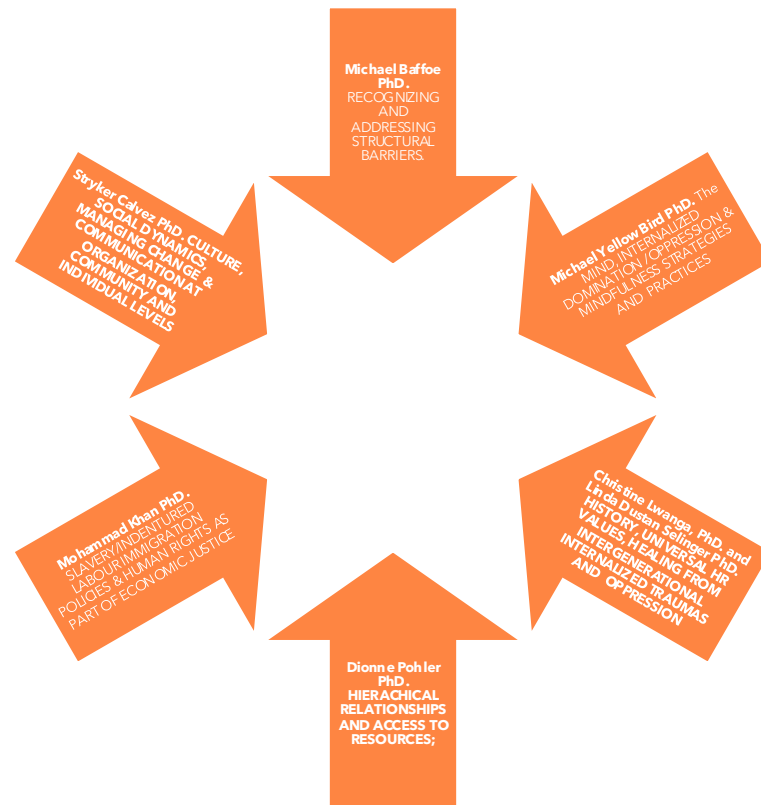 Michael Baffoe
PhD.
RECOGNIZING
AND
ADDRESSING
STRUCTURAL
BARRIERS.
Michael Yellow Bird PhD. The
MIND, INTERNALIZED
DOMINATION / OPPRESSION &
MINDFULNESS STRATEGIES
AND PRACTICES
Christine Lwanga, PhD. and
Linda Dustan Selinger PhD.
HISTORY, UNIVERSAL HR
VALUES, HEALING FROM
INTERGENERATIONAL
INTERNALIZED TRAUMAS
AND OPPRESSION
Dionne Pohler
PhD.
HIERACHICAL
RELATIONSHIPS
AND ACCESS TO
RESOURCES;
Mohammad Khan PhD.
SLAVERY/INDENTURED
LABOUR IMMIGRATION
POLICIES & HUMAN RIGHTS AS
PART OF ECONOMIC JUSTICE
Stryker Calvez PhD. CULTURE,
SOCIAL DYNAMICS,
MANAGING CHANGE &
COMMUNICATION AT
ORGANIZATION,
COMMUNITY AND
INDIVIDUAL LEVELS